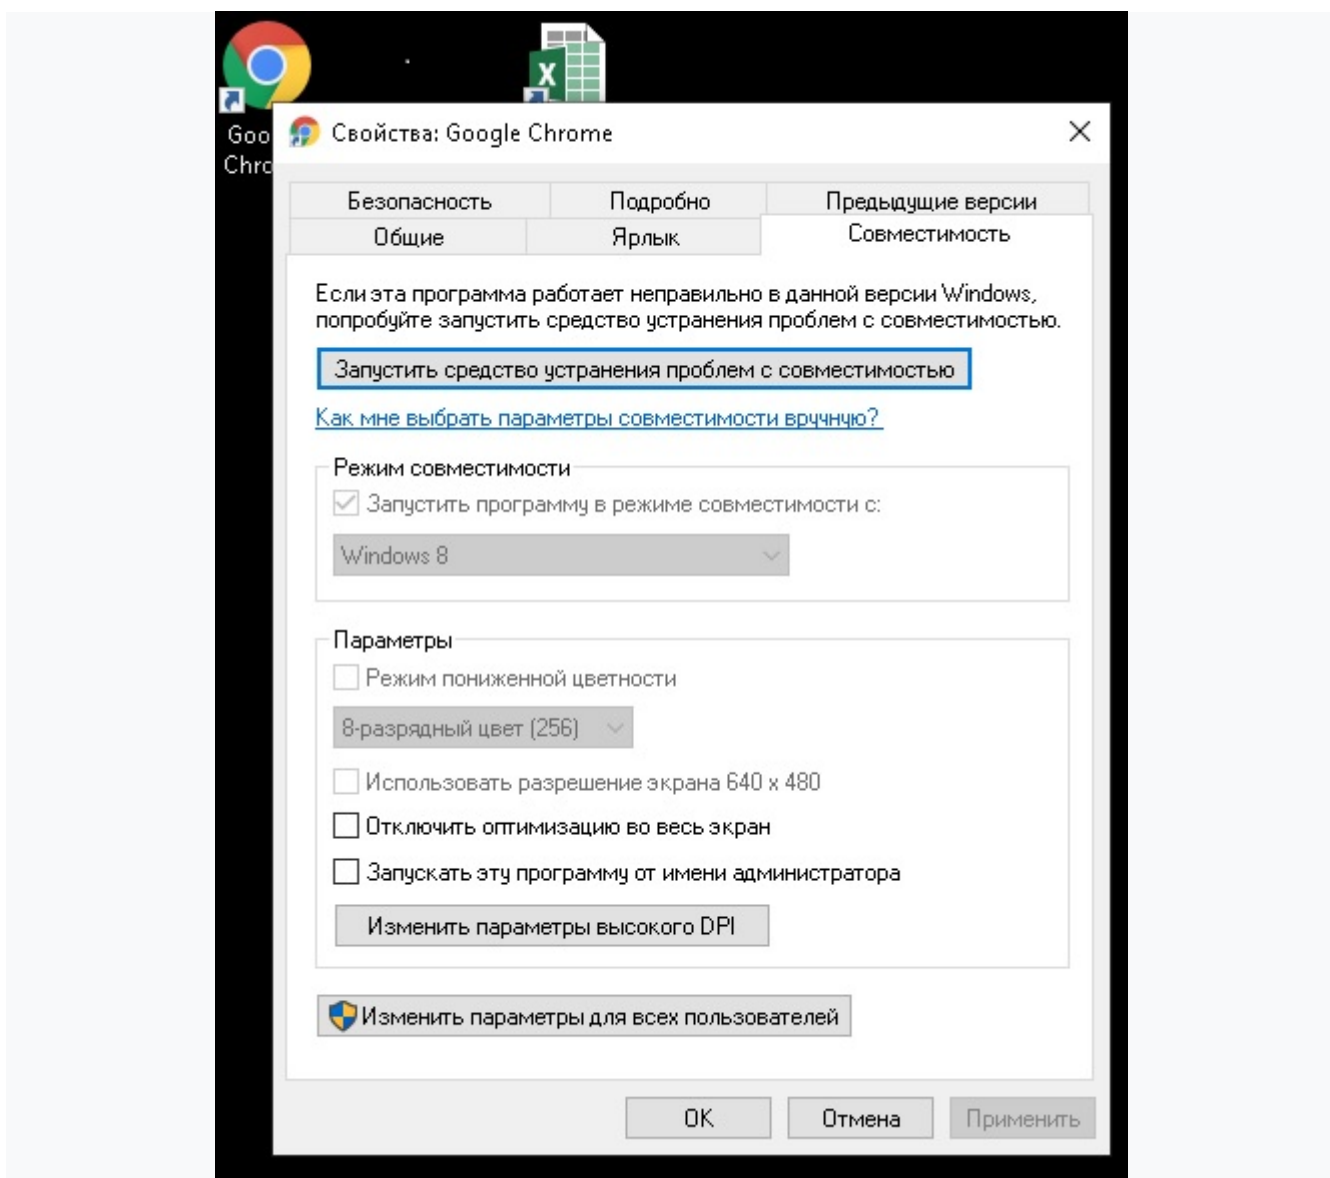 Goo
Chro
X
Свойства: Google Chrome
Безопасность
Подробно
Предыдущие версии
Общие
Ярлык
Совместимость
Если эта программа работает неправильно в данной версии Windows,
попробуйте запустить средство устранения проблем с совместимостью.
Запустить средство устранения проблем с совместимостью
Как мне выбрать параметры совместимости вручную?
Режим совместимости
Запустить программу в режиме совместимости с:
Windows 8
Параметры
Режим пониженной цветности
8-разрядный цвет (256)
Использовать разрешение экрана 640 x 480
Отключить оптимизацию во весь экран
Запускать эту программу от имени администратора
Изменить параметры высокого DPI
Изменить параметры для всех пользователей
OK
Отмена
Применить